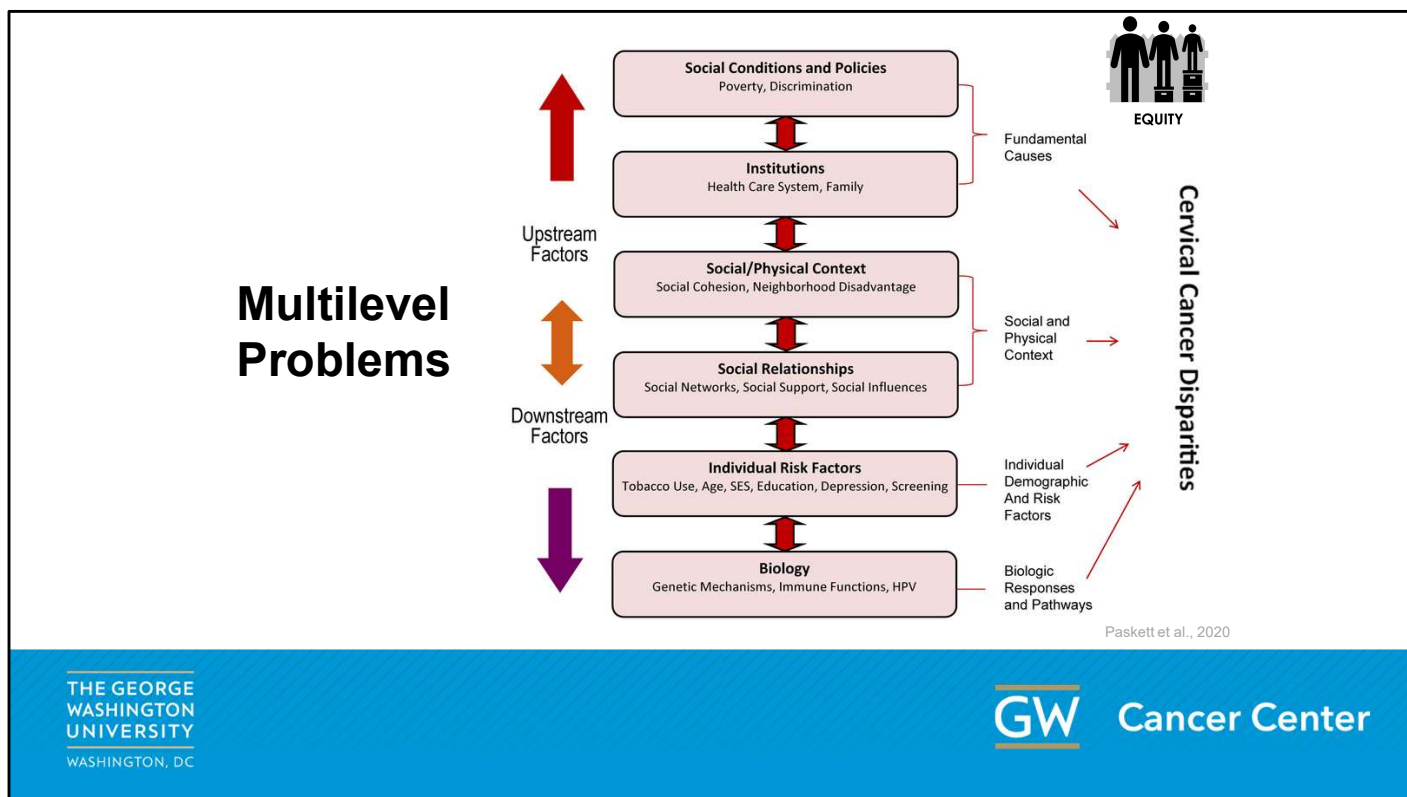 EQUITY
Multilevel
Problems
Upstream
Factors
Downstream
Factors
Social Conditions and Policies
Poverty, Discrimination
Institutions
Health Care System, Family
Social/Physical Context
Social Cohesion, Neighborhood Disadvantage
Social Relationships
Social Networks, Social Support, Social Influences
Individual Risk Factors
Tobacco Use, Age, SES, Education, Depression, Screening
Biology
Genetic Mechanisms, Immune Functions, HPV
Fundamental
Causes
Social and
Physical
Context
Individual
Demographic
And Risk
Factors
Biologic
Responses
and Pathways
Cervical Cancer Disparities
Paskett et al., 2020
THE GEORGE
WASHINGTON
UNIVERSITY
WASHINGTON, DC
GW Cancer Center